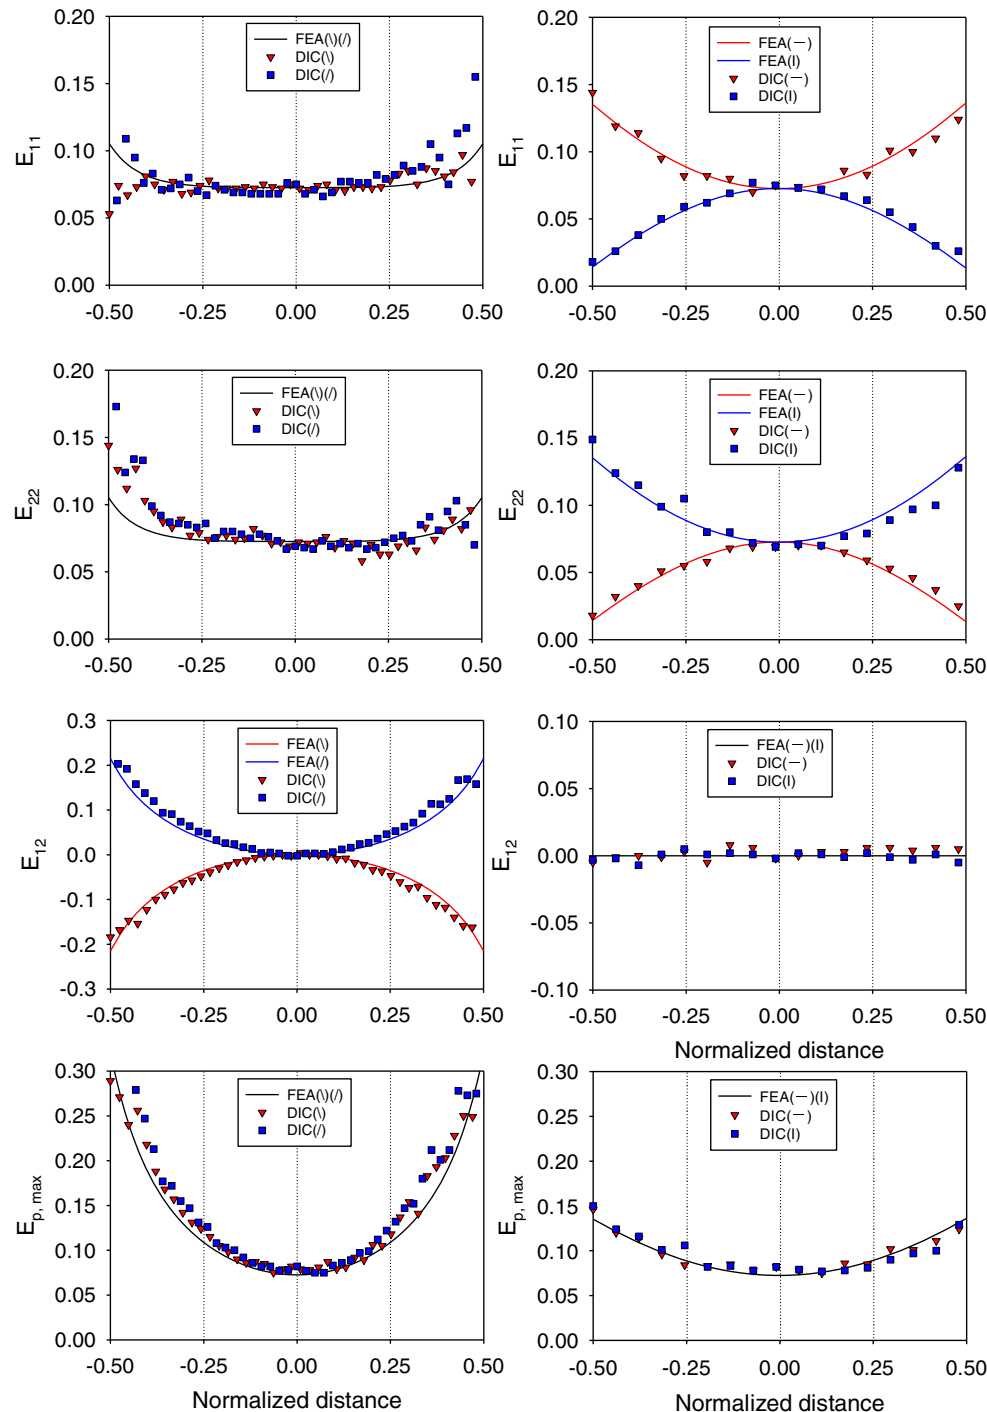 0.20
0.15
0.10
0.05
0.00
E11
FEA(\)(/)
DIC(\)
DIC(/)
-0.50 -0.25 0.00 0.25 0.50
0.20
0.15
0.10
0.05
0.00
E11
FEA(—)
FEA(I)
DIC(—)
DIC(I)
-0.50 -0.25 0.00 0.25 0.50
0.20
0.15
0.10
0.05
0.00
E22
FEA(\)(/)
DIC(\)
DIC(/)
-0.50 -0.25 0.00 0.25 0.50
0.20
0.15
0.10
0.05
0.00
E22
FEA(—)
FEA(I)
DIC(—)
DIC(I)
-0.50 -0.25 0.00 0.25 0.50
0.3
0.2
0.1
0.0
-0.1
-0.2
-0.3
E12
FEA(\)
FEA(/)
DIC(\)
DIC(/)
-0.50 -0.25 0.00 0.25 0.50
0.10
0.05
0.00
-0.05
-0.10
E12
FEA(—)(I)
DIC(—)
DIC(I)
-0.50 -0.25 0.00 0.25 0.50
Normalized distance
0.30
0.25
0.20
0.15
0.10
0.05
0.00
Ep, max
FEA(\)(/)
DIC(\)
DIC(/)
-0.50 -0.25 0.00 0.25 0.50
Normalized distance
0.30
0.25
0.20
0.15
0.10
0.05
0.00
Ep, max
FEA(—)(I)
DIC(—)
DIC(I)
-0.50 -0.25 0.00 0.25 0.50
Normalized distance